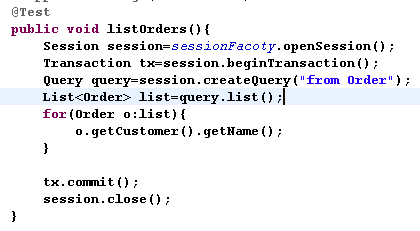 @Test
public void listOrders(){
Session session=sessionFacoty.openSession();
Transaction tx=session.beginTransaction();
Query query=session.createQuery("from Order");
List<Order> list=query.list();
for(Order o:list){
o.getCustomer().getName();
}
tx.commit();
session.close();
}